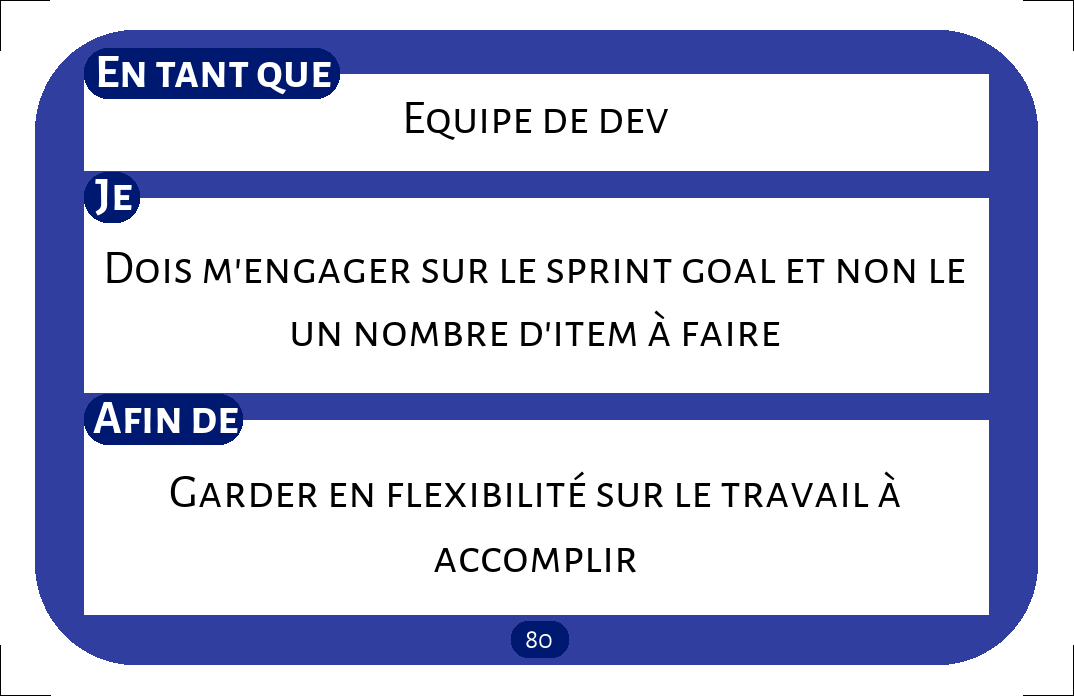 En tant que
Equipe de dev
Je
Dois m'engager sur le sprint goal et non le
un nombre d'item à faire
Afin de
Garder en flexibilité sur le travail à
accomplir
80